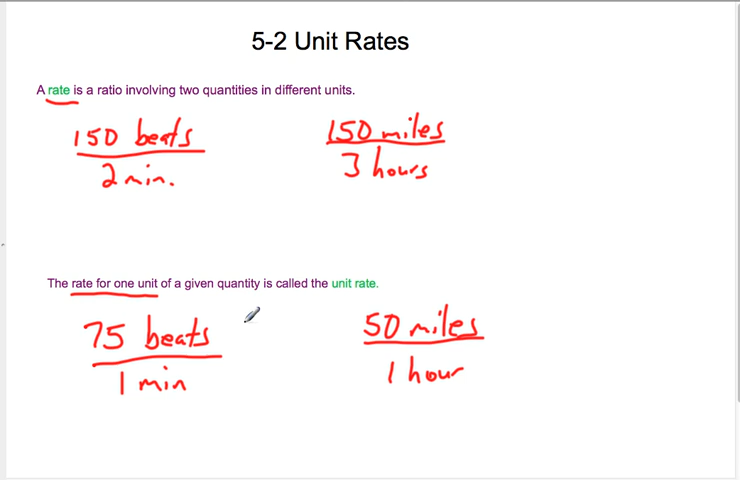 5-2 Unit Rates
A rate is a ratio involving two quantities in different units.
150 beats
2 min.
150 miles
3 hours
The rate for one unit of a given quantity is called the unit rate.
75 beats
1 min
50 miles
1 hour